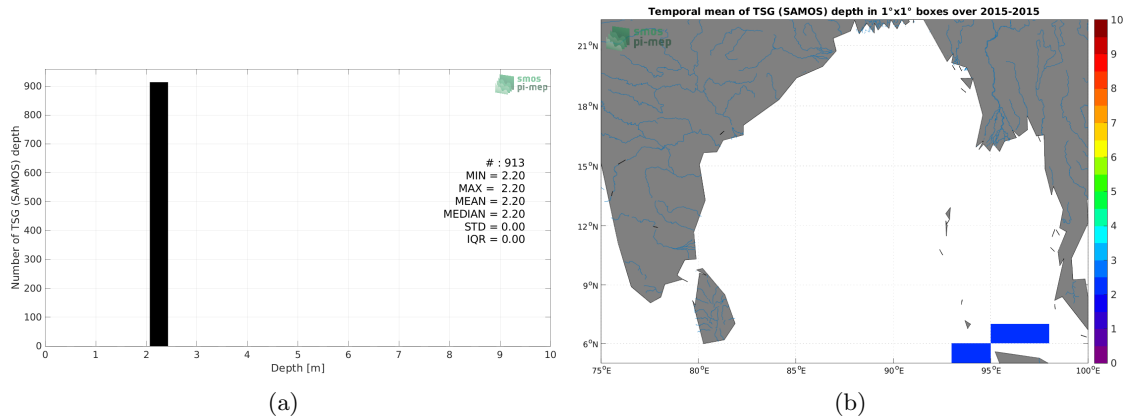 900
800
700
600
500
400
300
200
100
0
Number of TSG (SAMOS) depth
smos
pi-mep
# : 913
MIN = 2.20
MAX = 2.20
MEAN = 2.20
MEDIAN = 2.20
STD = 0.00
IQR = 0.00
0 1 2 3 4 5 6 7 8 9 10
Depth [m]
(a)
Temporal mean of TSG (SAMOS) depth in 1°x1° boxes over 2015-2015
smos
pi-mep
21°N
18°N
15°N
12°N
9°N
6°N
75°E 80°E 85°E 90°E 95°E 100°E
10
9
8
7
6
5
4
3
2
1
0
(b)